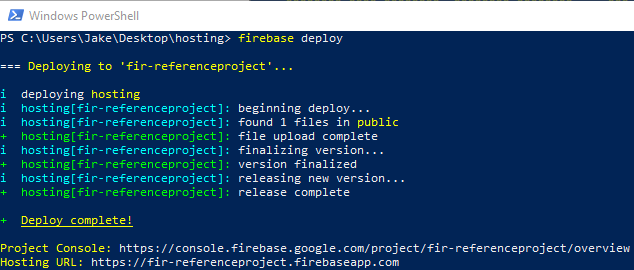 Windows PowerShell
PS C:\Users\Jake\Desktop\hosting> firebase deploy
=== Deploying to 'fir-referenceproject'...
i deploying hosting
i hosting[fir-referenceproject]: beginning deploy...
i hosting[fir-referenceproject]: found 1 files in public
+ hosting[fir-referenceproject]: file upload complete
i hosting[fir-referenceproject]: finalizing version...
+ hosting[fir-referenceproject]: version finalized
i hosting[fir-referenceproject]: releasing new version...
+ hosting[fir-referenceproject]: release complete
+ Deploy complete!
Project Console: https://console.firebase.google.com/project/fir-referenceproject/overview
Hosting URL: https://fir-referenceproject.firebaseapp.com